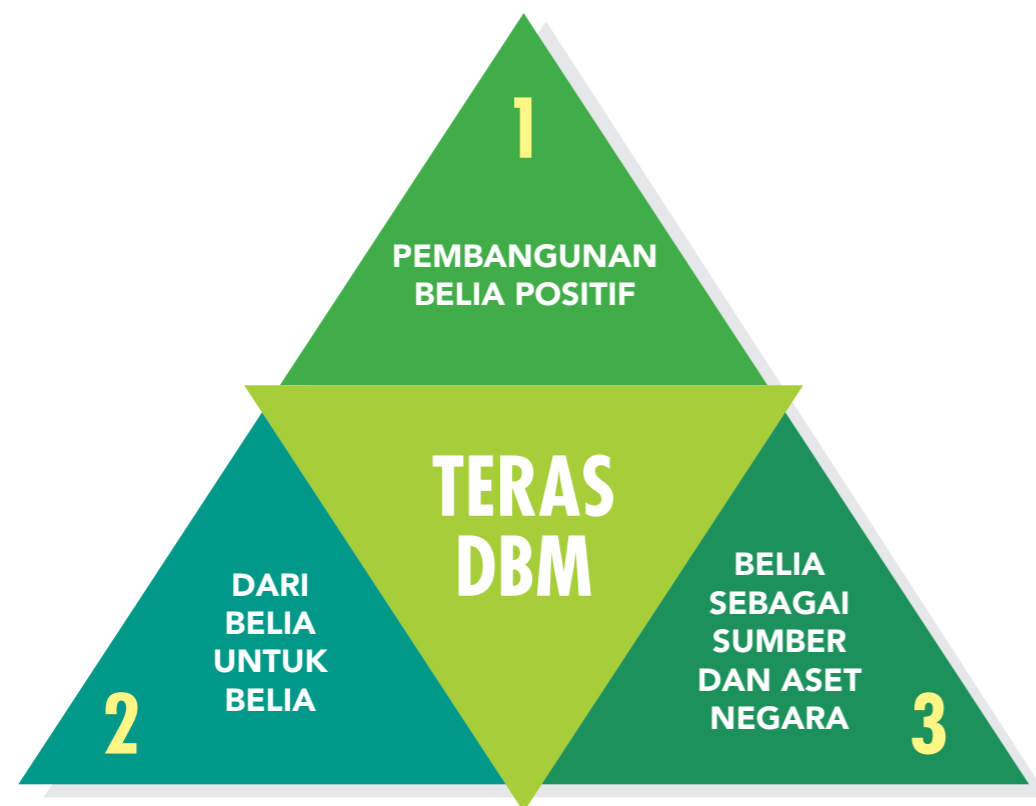 1
PEMBANGUNAN
BELIA POSITIF
TERAS
DBM
DARI
BELIA
UNTUK
BELIA
2
BELIA
SEBAGAI
SUMBER
DAN ASET
NEGARA
3